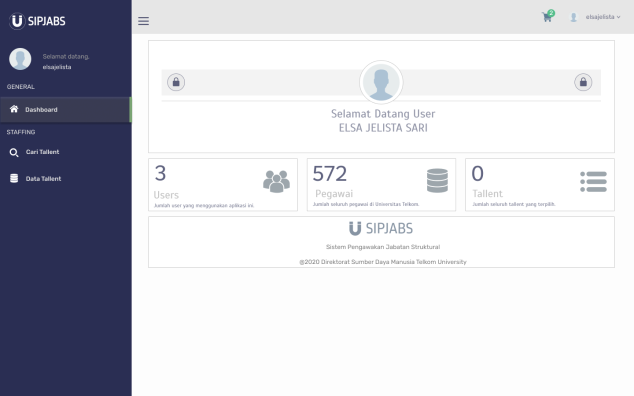 SIPJABS
2
elsajelista
Selamat datang,
elsajelista
GENERAL
Dashboard
STAFFING
Cari Tallent
Data Tallent
Selamat Datang User
ELSA JELISTA SARI
3
Users
Jumlah user yang menggunakan aplikasi ini.
572
Pegawai
Jumlah seluruh pegawai di Universitas Telkom.
0
Tallent
Jumlah seluruh tallent yang terpilih.
SIPJABS
Sistem Pengawakan Jabatan Struktural
@2020 Direktorat Sumber Daya Manusia Telkom University